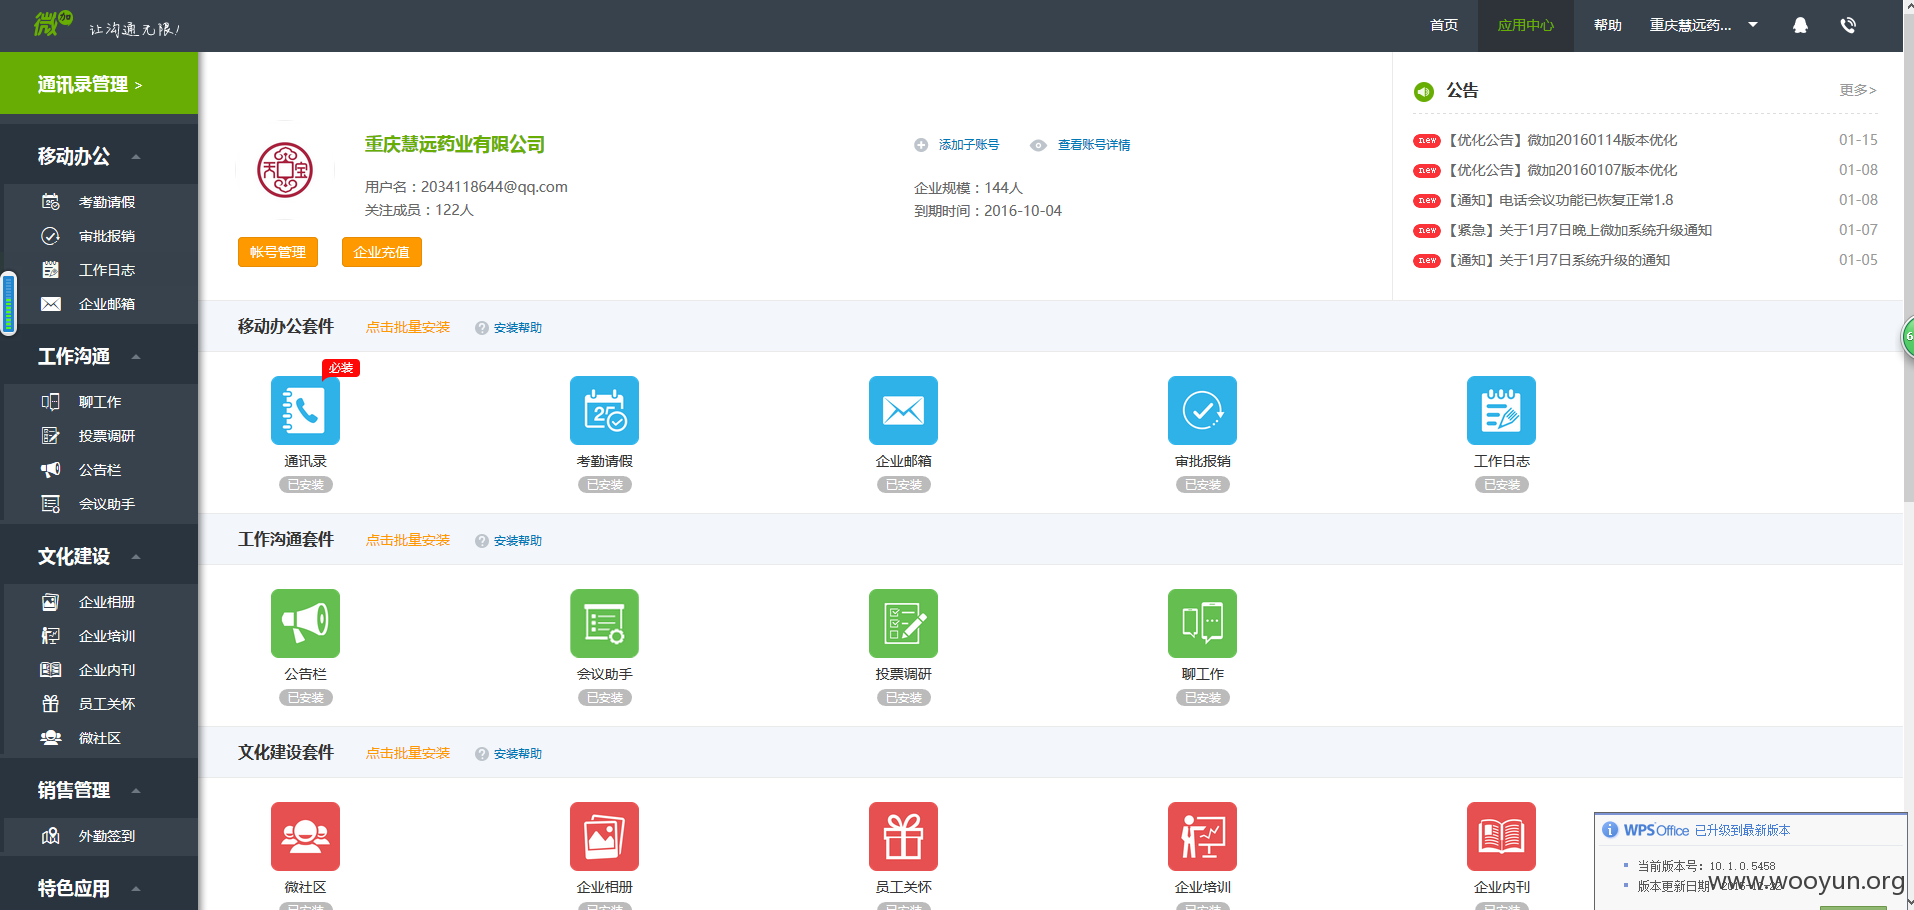 微加 让沟通无限!
首页
应用中心
帮助
重庆慧远药...
通讯录管理 >
移动办公
考勤请假
审批报销
工作日志
企业邮箱
工作沟通
聊工作
投票调研
公告栏
会议助手
文化建设
企业相册
企业培训
企业内刊
员工关怀
微社区
销售管理
外勤签到
特色应用
天宝
重庆慧远药业有限公司
用户名：2034118644@qq.com
关注成员：122人
添加子账号
查看账号详情
企业规模：144人
到期时间：2016-10-04
帐号管理
企业充值
公告
更多>
new 【优化公告】微加20160114版本优化 01-15
new 【优化公告】微加20160107版本优化 01-08
new 【通知】电话会议功能已恢复正常1.8 01-08
new 【紧急】关于1月7日晚上微加系统升级通知 01-07
new 【通知】关于1月7日系统升级的通知 01-05
移动办公套件 点击批量安装 ? 安装帮助
必装
25
通讯录 考勤请假 企业邮箱 审批报销 工作日志
已安装 已安装 已安装 已安装 已安装
工作沟通套件 点击批量安装 ? 安装帮助
公告栏 会议助手 投票调研 聊工作
已安装 已安装 已安装 已安装
文化建设套件 点击批量安装 ? 安装帮助
微社区 企业相册 员工关怀 企业培训 企业内刊
已安装 已安装 已安装 已安装 已安装
6
WPS Office 已升级到最新版本
当前版本号：10.1.0.5458
版本更新日期
www.wooyun.org